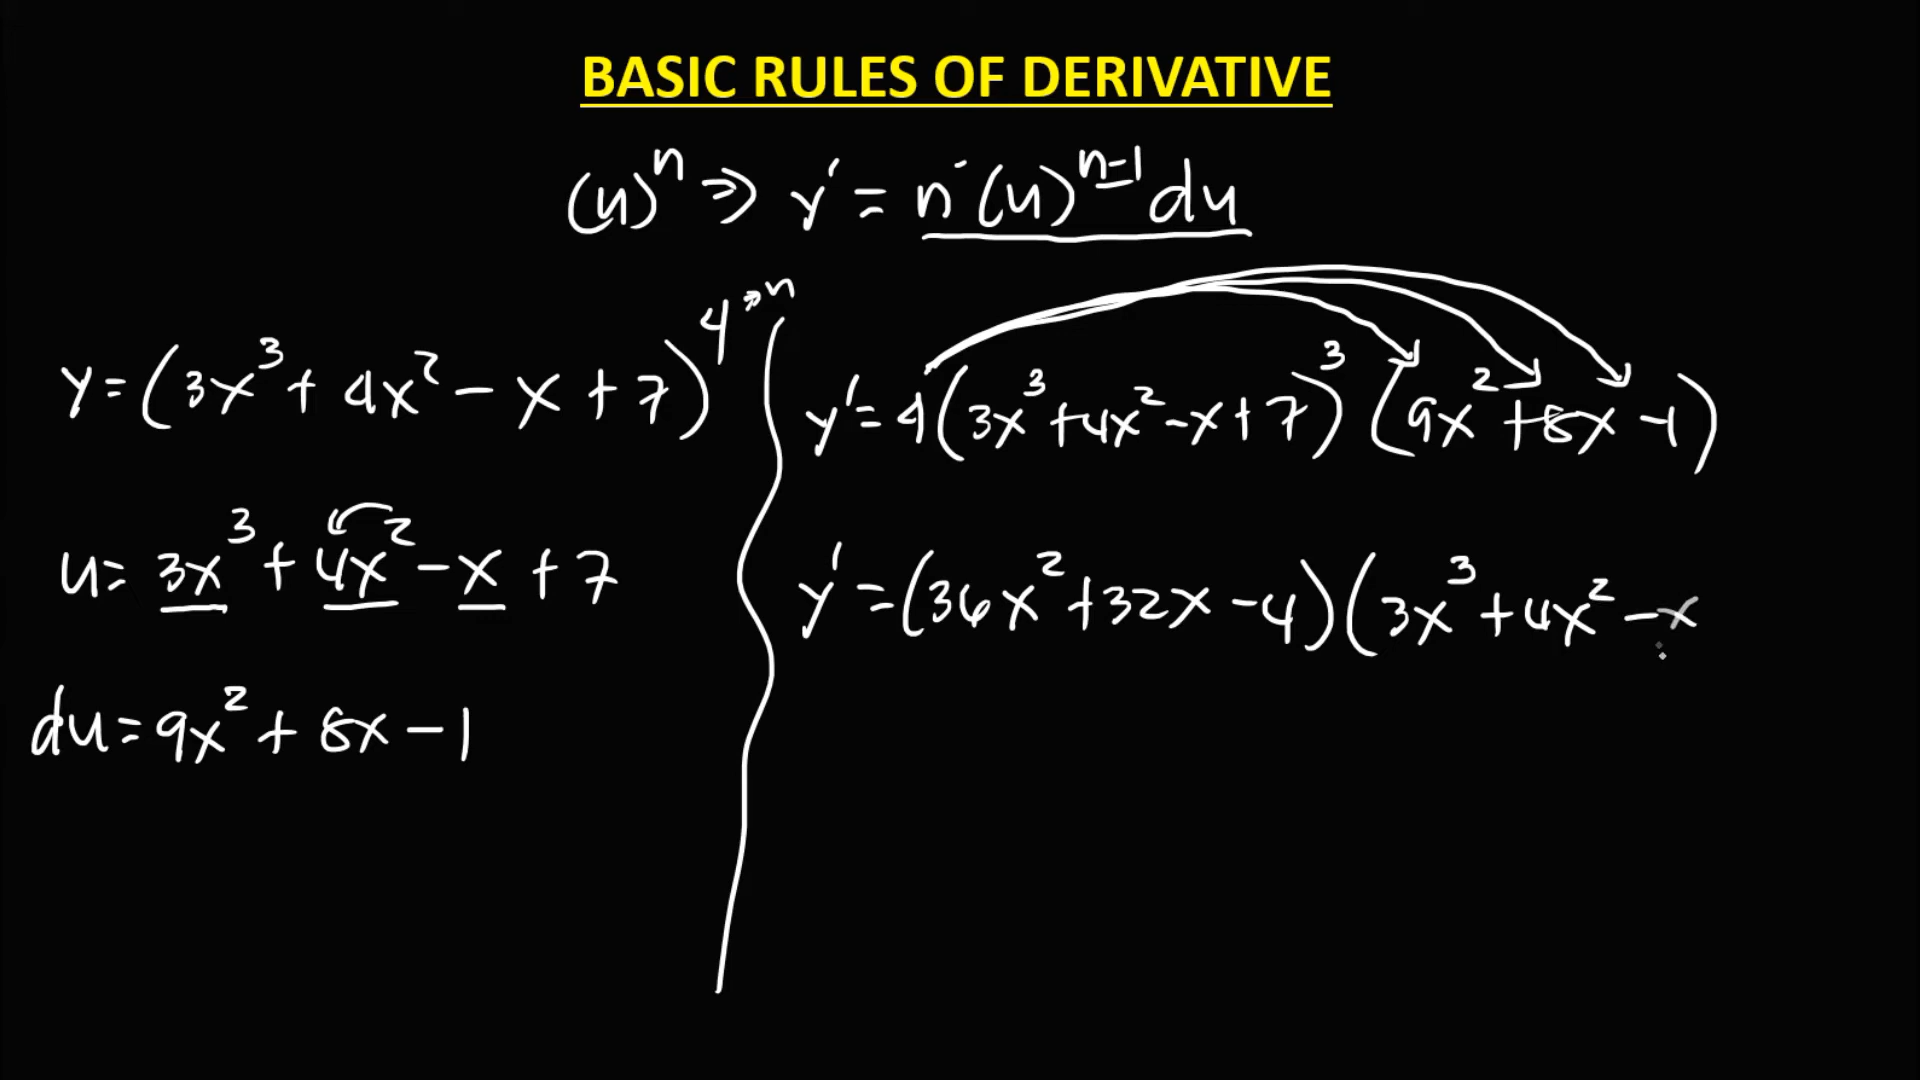 BASIC RULES OF DERIVATIVE
(u)ⁿ ⇒ y' = n·(u)ⁿ⁻¹ du
y = (3x³ + 4x² - x + 7)⁴ → n
u = 3x³ + 4x² - x + 7
du = 9x² + 8x - 1
y' = 4(3x³ + 4x² - x + 7)³ (9x² + 8x - 1)
y' = (36x² + 32x - 4)(3x³ + 4x² - x